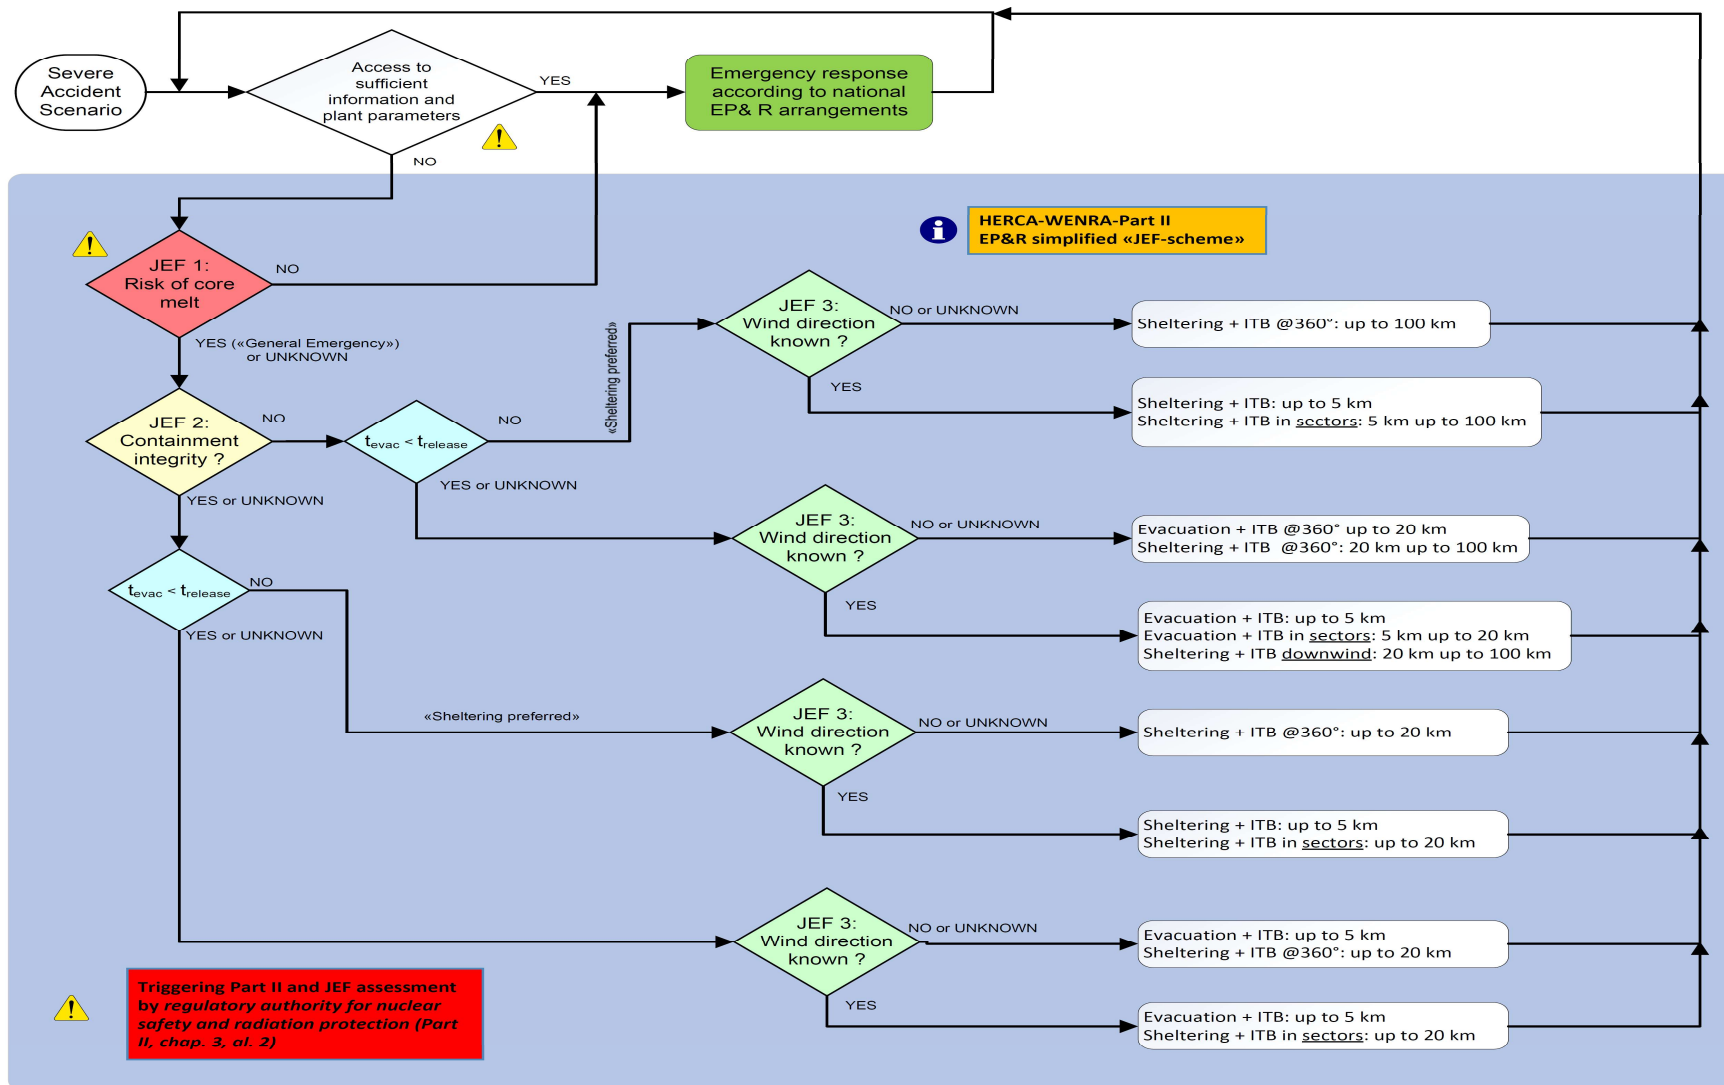 Severe
Accident
Scenario
Access to
sufficient
information and
plant parameters
YES
NO
Emergency response
according to national
EP& R arrangements
HERCA-WENRA-Part II
EP&R simplified «JEF-scheme»
JEF 1:
Risk of core
melt
NO
YES («General Emergency»)
or UNKNOWN
JEF 2:
Containment
integrity ?
NO
YES or UNKNOWN
tevac < trelease
NO
YES or UNKNOWN
«Sheltering preferred»
JEF 3:
Wind direction
known ?
NO or UNKNOWN
YES
Sheltering + ITB @360°: up to 100 km
Sheltering + ITB: up to 5 km
Sheltering + ITB in sectors: 5 km up to 100 km
JEF 3:
Wind direction
known ?
NO or UNKNOWN
YES
Evacuation + ITB @360° up to 20 km
Sheltering + ITB @360°: 20 km up to 100 km
Evacuation + ITB: up to 5 km
Evacuation + ITB in sectors: 5 km up to 20 km
Sheltering + ITB downwind: 20 km up to 100 km
tevac < trelease
NO
YES or UNKNOWN
«Sheltering preferred»
JEF 3:
Wind direction
known ?
NO or UNKNOWN
YES
Sheltering + ITB @360°: up to 20 km
Sheltering + ITB: up to 5 km
Sheltering + ITB in sectors: up to 20 km
JEF 3:
Wind direction
known ?
NO or UNKNOWN
YES
Evacuation + ITB: up to 5 km
Sheltering + ITB @360°: up to 20 km
Evacuation + ITB: up to 5 km
Sheltering + ITB in sectors: up to 20 km
Triggering Part II and JEF assessment
by regulatory authority for nuclear
safety and radiation protection (Part
II, chap. 3, al. 2)